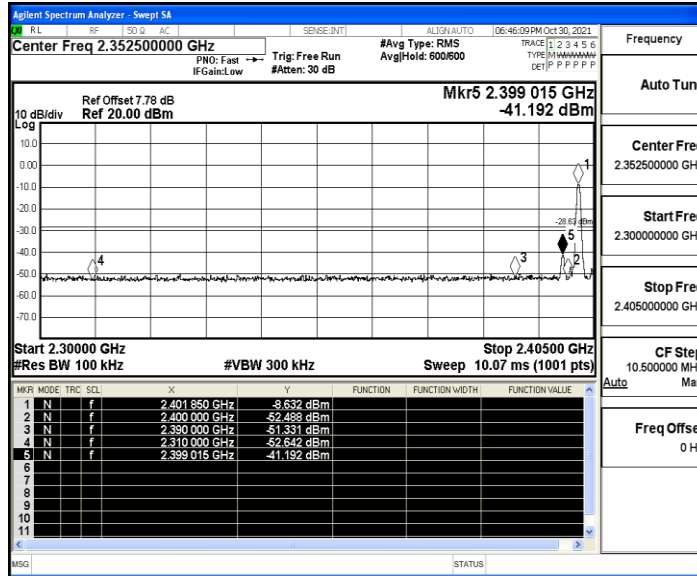 Agilent Spectrum Analyzer - Swept SA
RL RF 50 Ω AC SENSE:INT ALIGN AUTO 06:46:09 PM Oct 30, 2021
Center Freq 2.352500000 GHz
PNO: Fast
IFGain:Low
Trig: Free Run
#Atten: 30 dB
#Avg Type: RMS
Avg|Hold: 600/600
TRACE 1 2 3 4 5 6
TYPE
DET P P P P P P
Ref Offset 7.78 dB
10 dB/div Ref 20.00 dBm
Log
Mkr5 2.399 015 GHz
-41.192 dBm
10.0
0.00
-10.0
-20.0
-30.0
-40.0
-50.0
-60.0
-70.0
1
-28.63 dBm
5
4
3
2
Start 2.30000 GHz Stop 2.40500 GHz
#Res BW 100 kHz #VBW 300 kHz Sweep 10.07 ms (1001 pts)
MKR MODE TRC SCL X Y FUNCTION FUNCTION WIDTH FUNCTION VALUE
1 N f 2.401 850 GHz -8.632 dBm
2 N f 2.400 000 GHz -52.488 dBm
3 N f 2.390 000 GHz -51.331 dBm
4 N f 2.310 000 GHz -52.642 dBm
5 N f 2.399 015 GHz -41.192 dBm
6
7
8
9
10
11
MSG STATUS
Frequency
Auto Tun
Center Fre
2.352500000 GH
Start Fre
2.300000000 GH
Stop Fre
2.405000000 GH
CF Ste
10.500000 MH
Auto Ma
Freq Offse
0 H